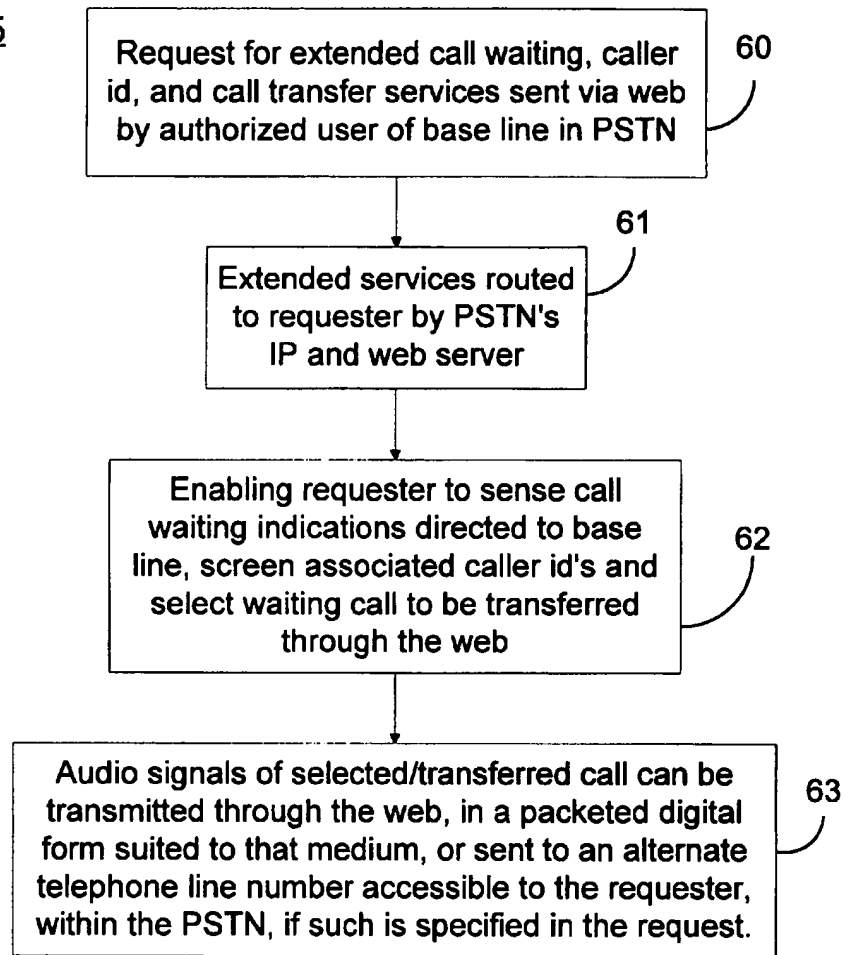 5
Request for extended call waiting, caller
id, and call transfer services sent via web
by authorized user of base line in PSTN
60
61
Extended services routed
to requester by PSTN's
IP and web server
Enabling requester to sense call
waiting indications directed to base
line, screen associated caller id's and
select waiting call to be transferred
through the web
62
Audio signals of selected/transferred call can be
transmitted through the web, in a packeted digital
form suited to that medium, or sent to an alternate
telephone line number accessible to the requester,
within the PSTN, if such is specified in the request.
63